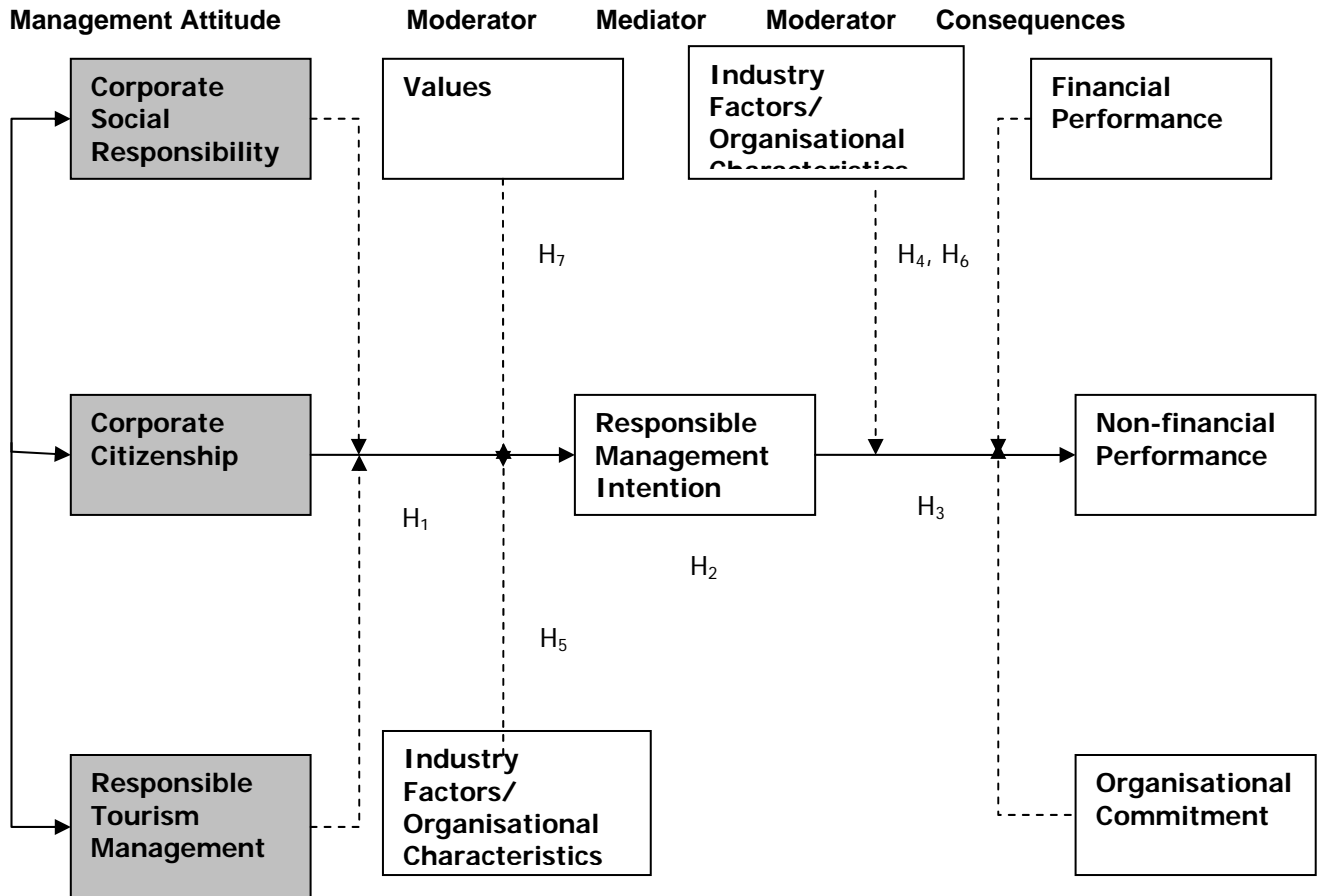 Management Attitude Moderator Mediator Moderator Consequences
Corporate
Social
Responsibility
Values
Industry
Factors/
Organisational
Characteristics
Financial
Performance
H7
H4, H6
Corporate
Citizenship
Responsible
Management
Intention
Non-financial
Performance
H1
H3
H2
H5
Responsible
Tourism
Management
Industry
Factors/
Organisational
Characteristics
Organisational
Commitment